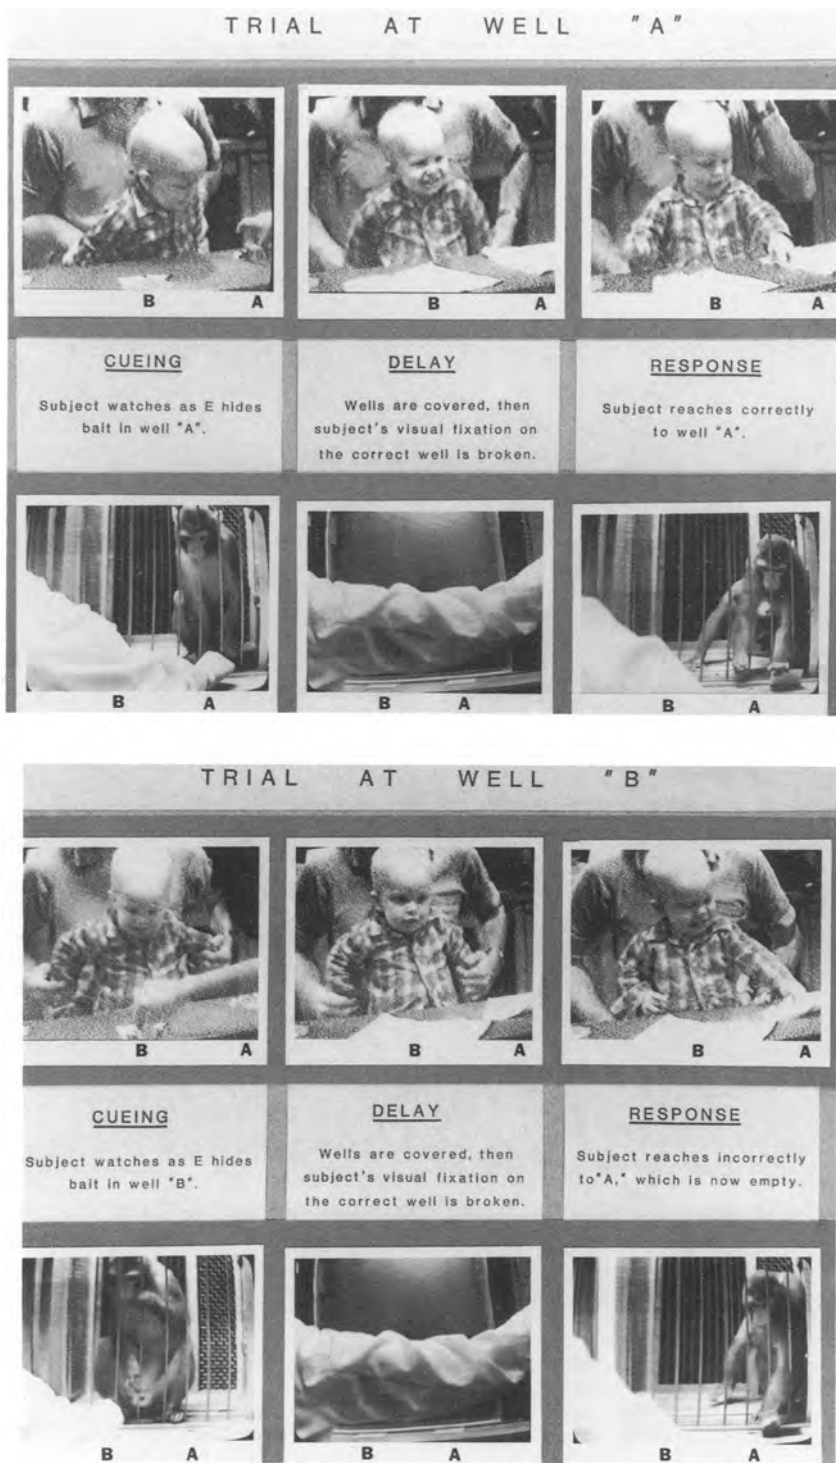 TRIAL AT WELL "A"
B A
B A
B A
CUEING
Subject watches as E hides
bait in well "A".
DELAY
Wells are covered, then
subject's visual fixation on
the correct well is broken.
RESPONSE
Subject reaches correctly
to well "A".
B A
B A
B A
TRIAL AT WELL "B"
B A
B A
B A
CUEING
Subject watches as E hides
bait in well "B".
DELAY
Wells are covered, then
subject's visual fixation on
the correct well is broken.
RESPONSE
Subject reaches incorrectly
to"A," which is now empty.
B A
B A
B A